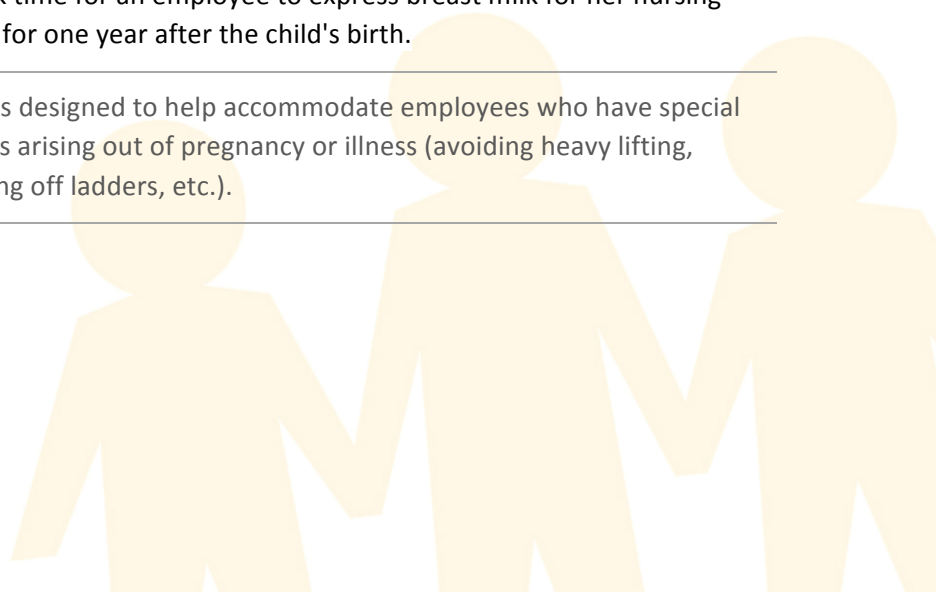 time for an employee to express breast milk for her nursing
for one year after the child's birth.
s designed to help accommodate employees who have special
s arising out of pregnancy or illness (avoiding heavy lifting,
ng off ladders, etc.).